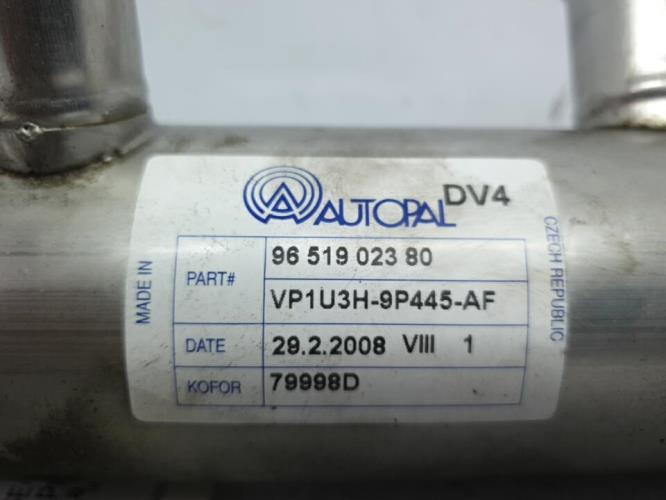 AUTOPAL
DV4
MADE IN
CZECH REPUBLIC
PART#
96 519 023 80
VP1U3H-9P445-AF
DATE 29.2.2008 VIII 1
KOFOR 79998D